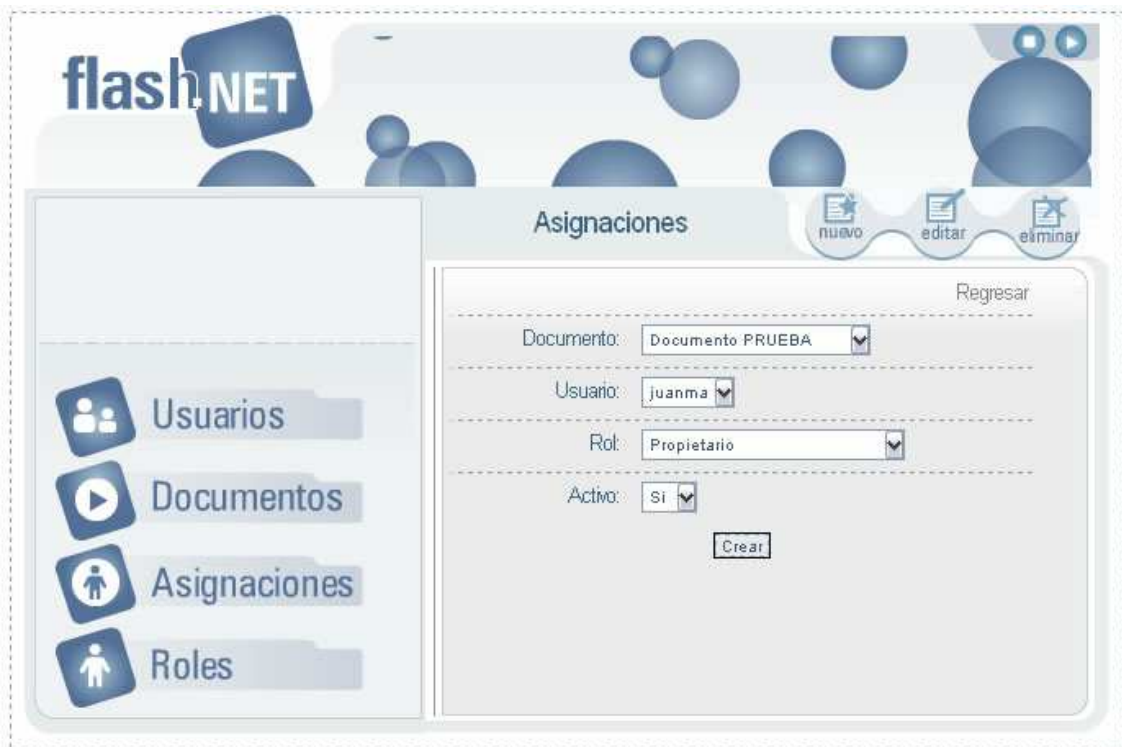 flash.NET
Asignaciones
nuevo
editar
eliminar
Regresar
Documento: Documento PRUEBA
Usuario: juanma
Rol: Propietario
Activo: Si
Crear
Usuarios
Documentos
Asignaciones
Roles